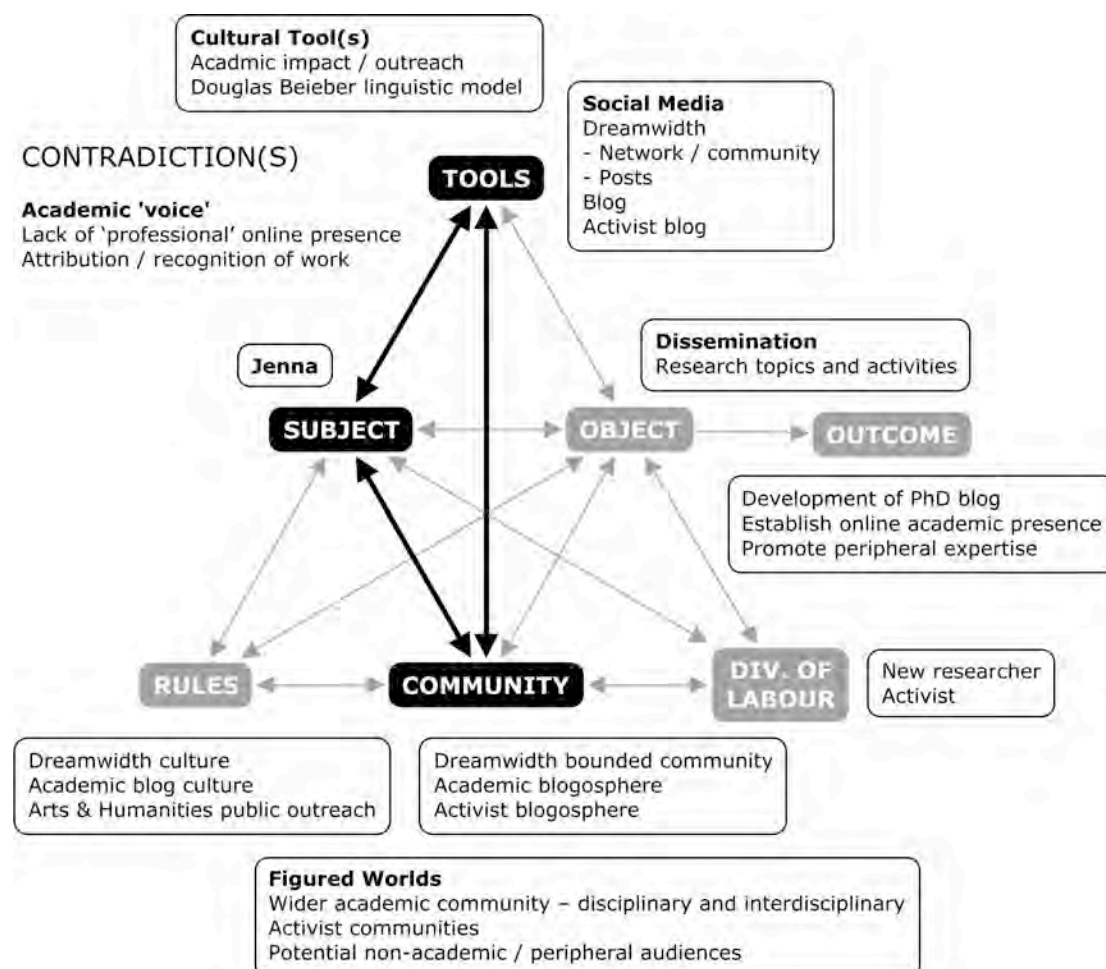 Cultural Tool(s)
Acadmic impact / outreach
Douglas Beieber linguistic model
Social Media
Dreamwidth
- Network / community
- Posts
Blog
Activist blog
CONTRADICTION(S)
Academic 'voice'
Lack of ‘professional’ online presence
Attribution / recognition of work
TOOLS
Jenna
Dissemination
Research topics and activities
SUBJECT
OBJECT
OUTCOME
Development of PhD blog
Establish online academic presence
Promote peripheral expertise
RULES
COMMUNITY
DIV. OF
LABOUR
New researcher
Activist
Dreamwidth culture
Academic blog culture
Arts & Humanities public outreach
Dreamwidth bounded community
Academic blogosphere
Activist blogosphere
Figured Worlds
Wider academic community – disciplinary and interdisciplinary
Activist communities
Potential non-academic / peripheral audiences